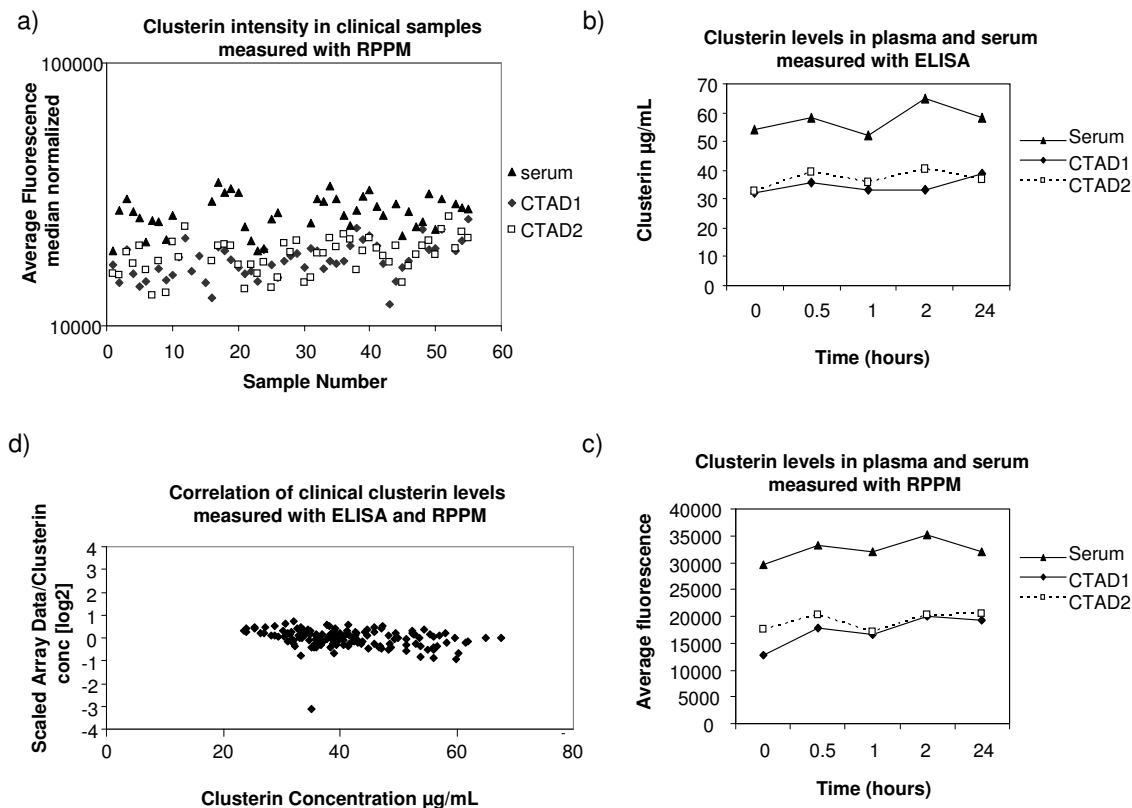 a)
Clusterin intensity in clinical samples
measured with RPPM
100000
10000
Average Fluorescence
median normalized
0 10 20 30 40 50 60
Sample Number
serum
CTAD1
CTAD2
b)
Clusterin levels in plasma and serum
measured with ELISA
70
60
50
40
30
20
10
0
Clusterin µg/mL
0 0.5 1 2 24
Time (hours)
Serum
CTAD1
CTAD2
d)
Correlation of clinical clusterin levels
measured with ELISA and RPPM
4
3
2
1
0
-1
-2
-3
-4
Scaled Array Data/Clusterin
conc [log2]
0 20 40 60 80
Clusterin Concentration µg/mL
c)
Clusterin levels in plasma and serum
measured with RPPM
40000
35000
30000
25000
20000
15000
10000
5000
0
Average fluorescence
0 0.5 1 2 24
Time (hours)
Serum
CTAD1
CTAD2